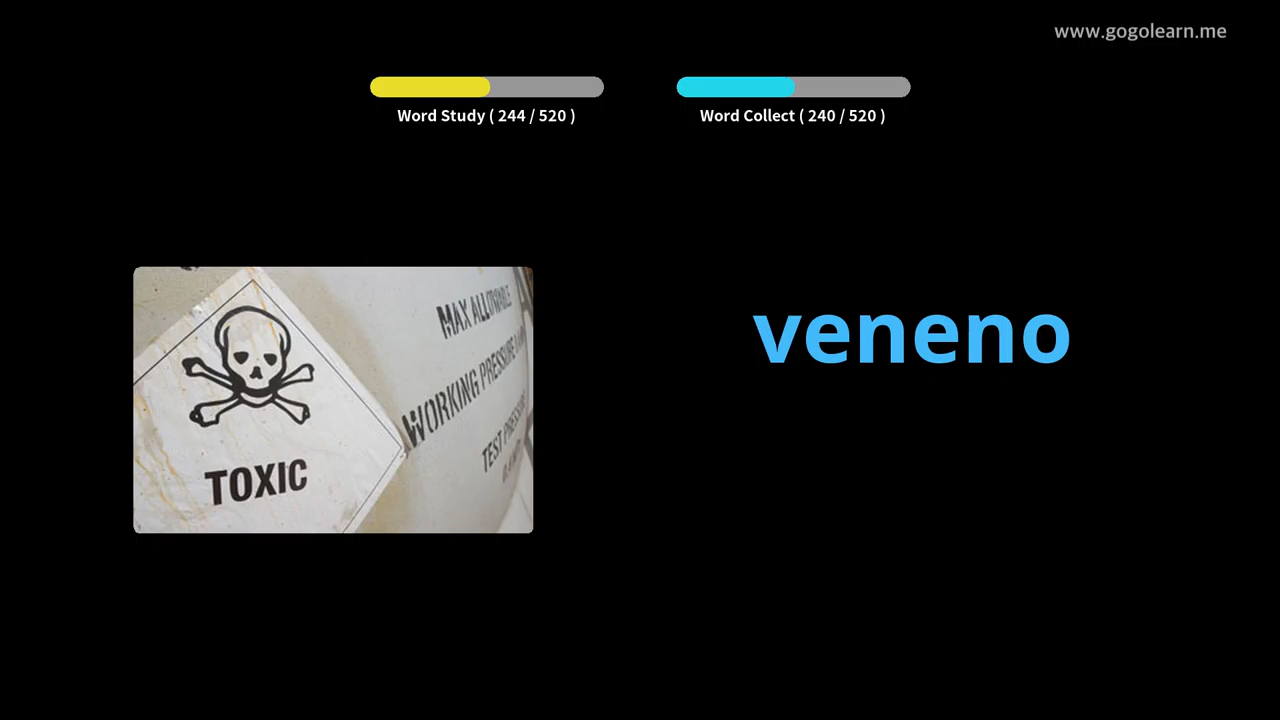 www.gogolearn.me
Word Study ( 244 / 520 )
Word Collect ( 240 / 520 )
MAX ALLOWABLE
WORKING PRESSURE
TEST PRESSURE
TOXIC
veneno